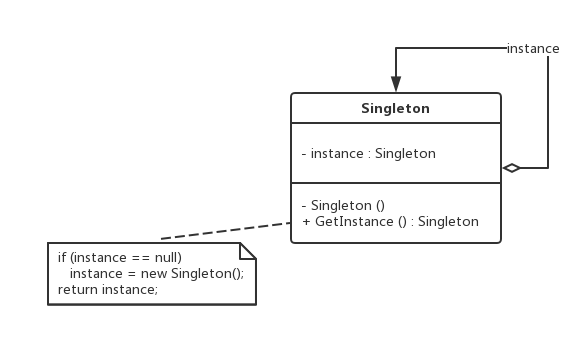 instance
Singleton
- instance : Singleton
- Singleton ()
+ GetInstance () : Singleton
if (instance == null)
instance = new Singleton();
return instance;